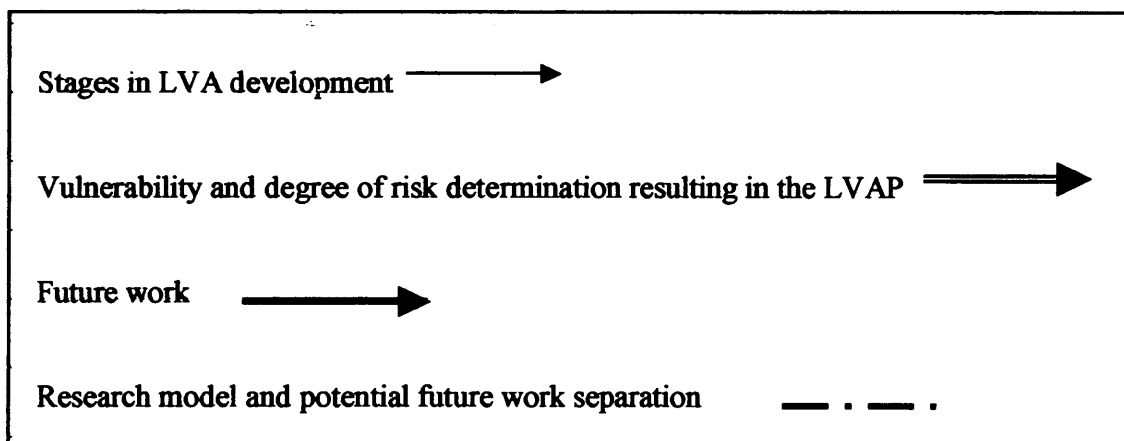 Stages in LVA development
Vulnerability and degree of risk determination resulting in the LVAP
Future work
Research model and potential future work separation